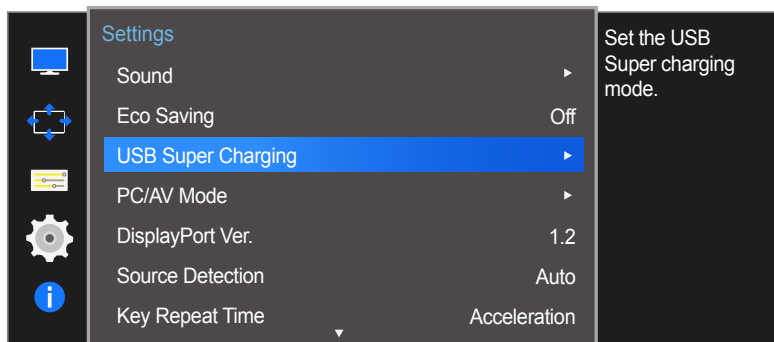 Settings
Sound
Eco Saving Off
USB Super Charging
PC/AV Mode
DisplayPort Ver. 1.2
Source Detection Auto
Key Repeat Time Acceleration
Set the USB
Super charging
mode.